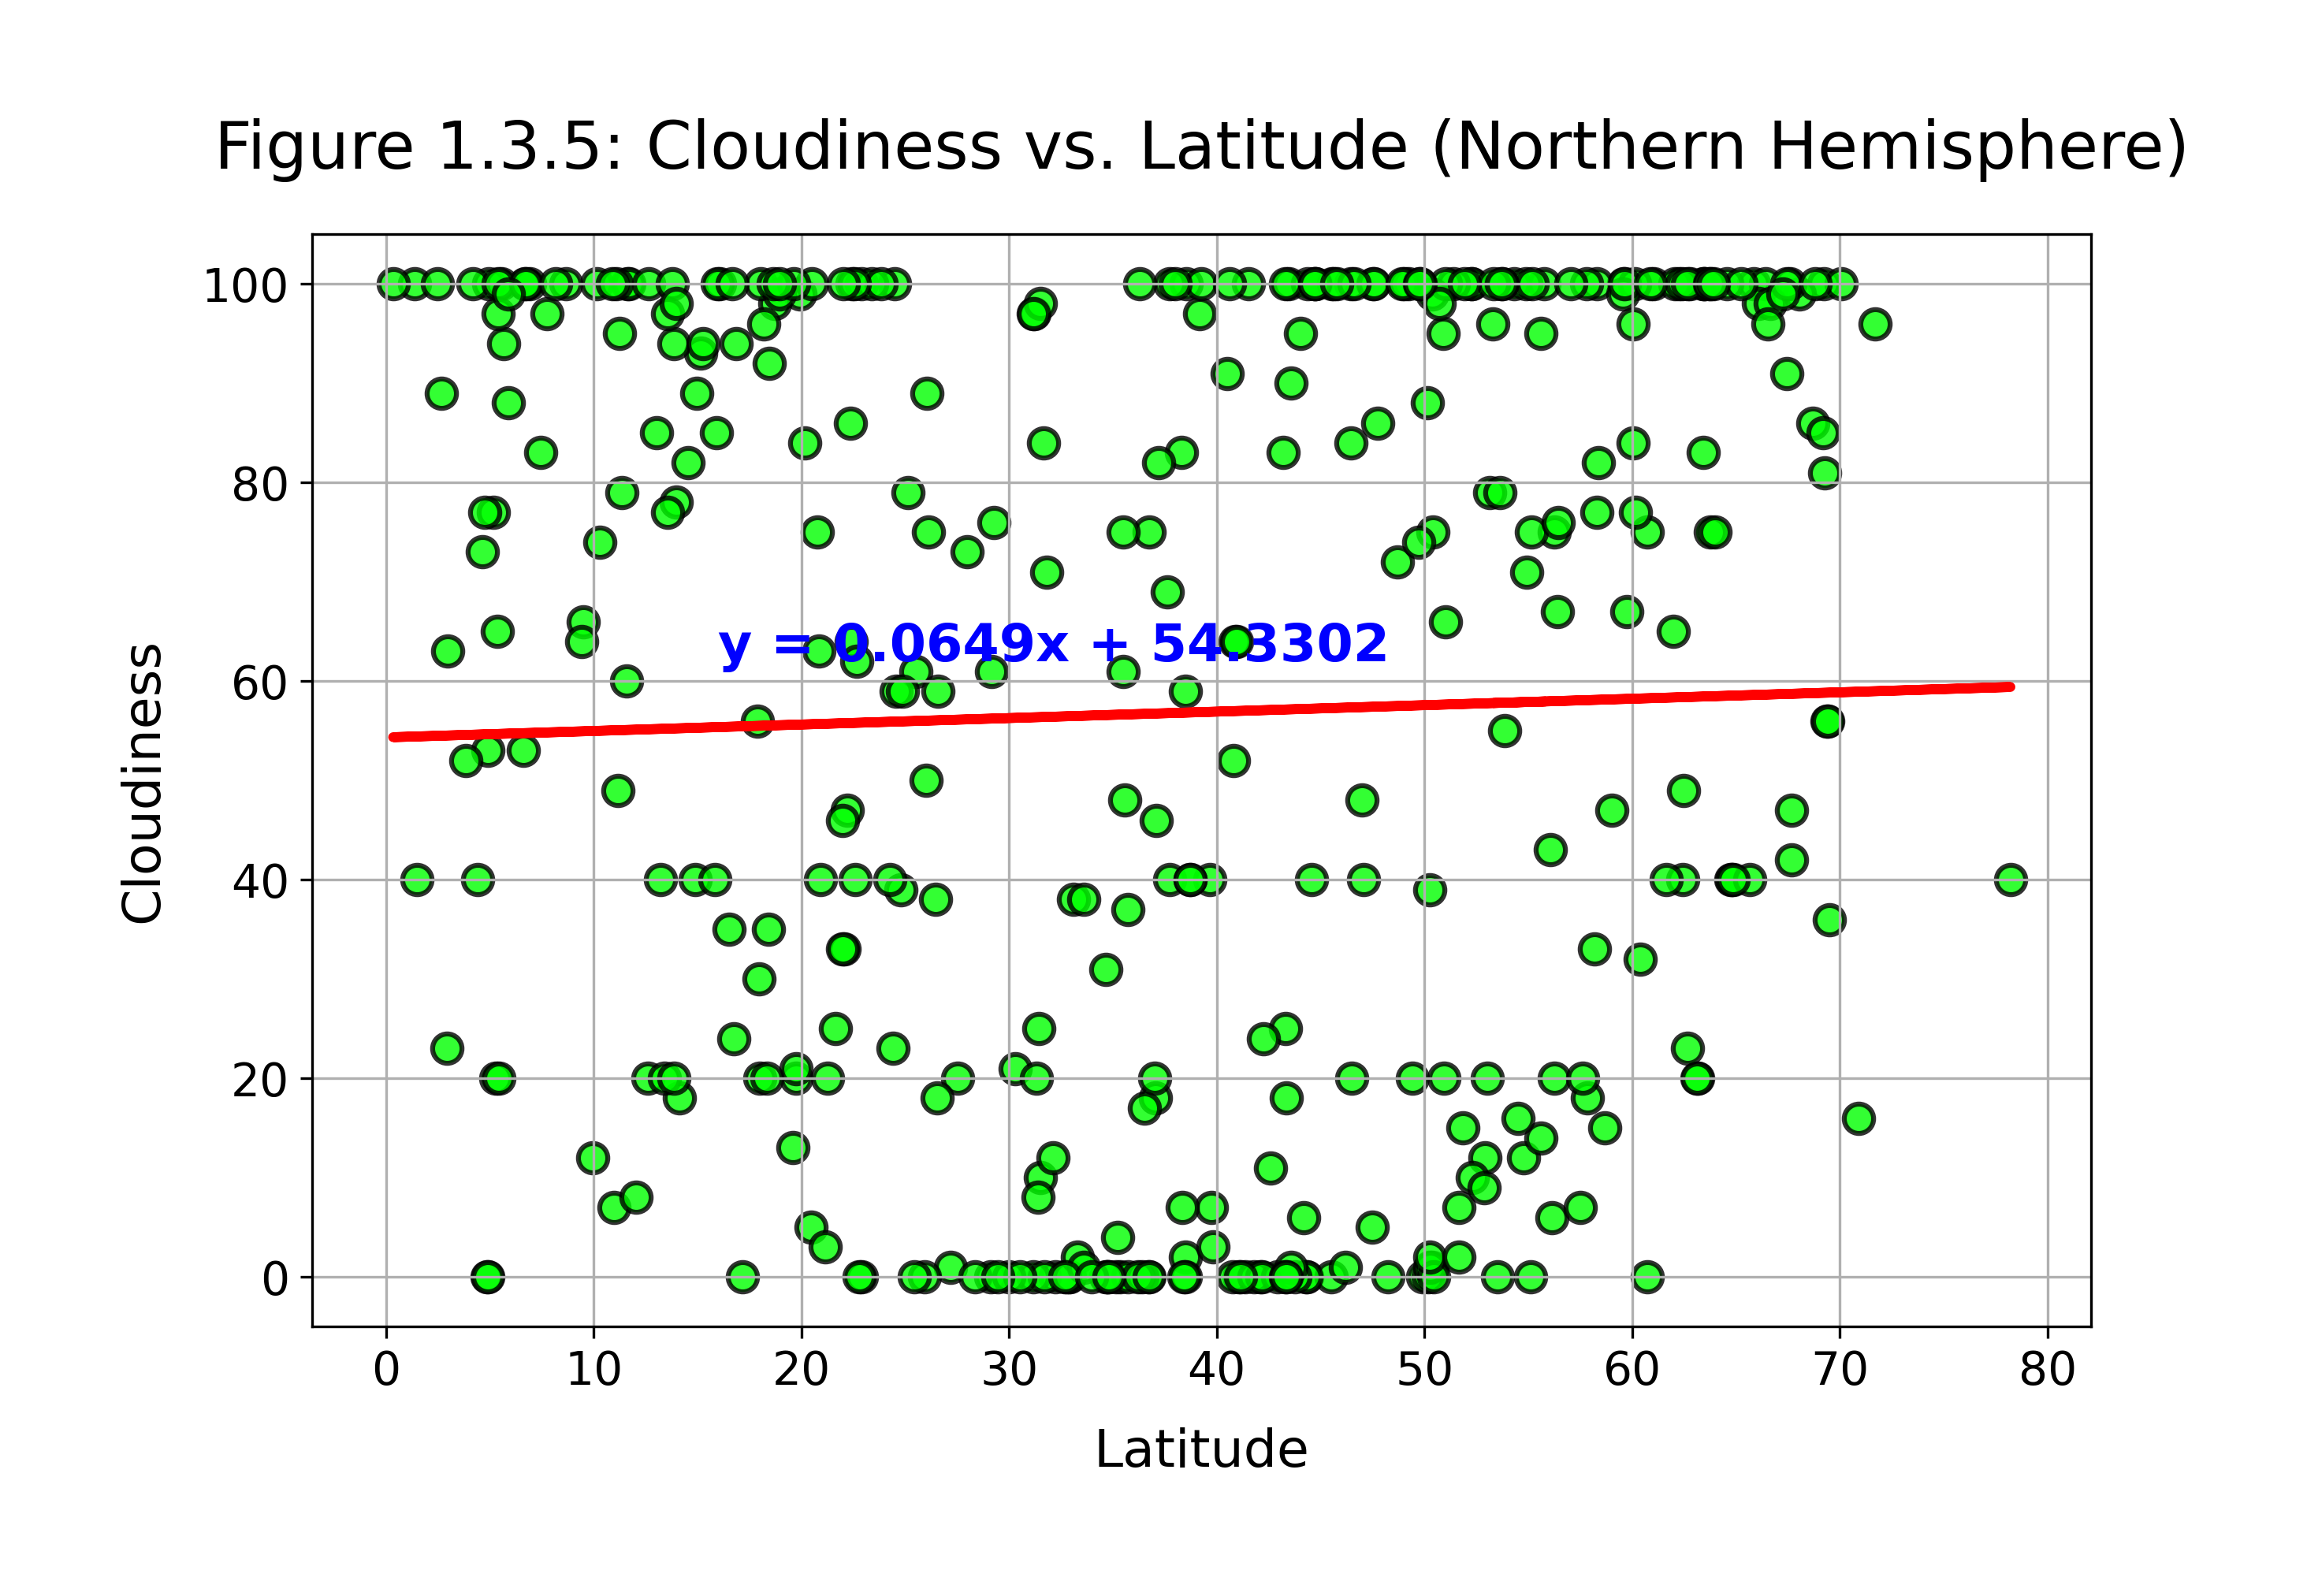 Figure 1.3.5: Cloudiness vs. Latitude (Northern Hemisphere)
100
80
60
40
20
0
Cloudiness
y = 0.0649x + 54.3302
0 10 20 30 40 50 60 70 80
Latitude